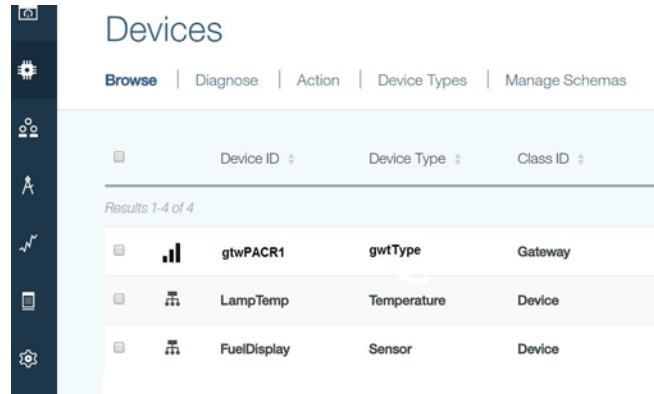 Devices
Browse | Diagnose | Action | Device Types | Manage Schemas
Device ID Device Type Class ID
Results 1-4 of 4
gtwPACR1 gwtType Gateway
LampTemp Temperature Device
FuelDisplay Sensor Device